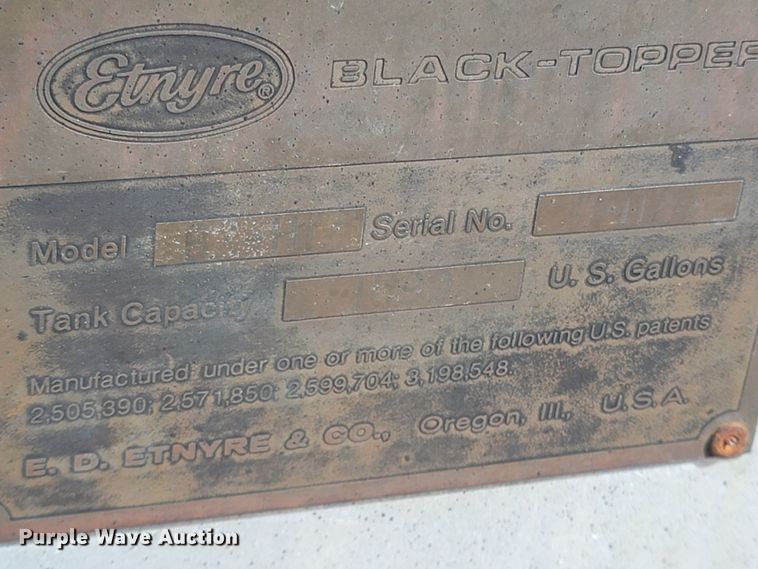 Etnyre®
BLACK-TOPPER
Model
Serial No.
Tank Capacity
U. S. Gallons
Manufactured under one or more of the following U.S. patents
2,505,390; 2,571,850; 2,599,704; 3,198,548.
E. D. ETNYRE & CO., Oregon, Ill., U.S.A.
Purple Wave Auction